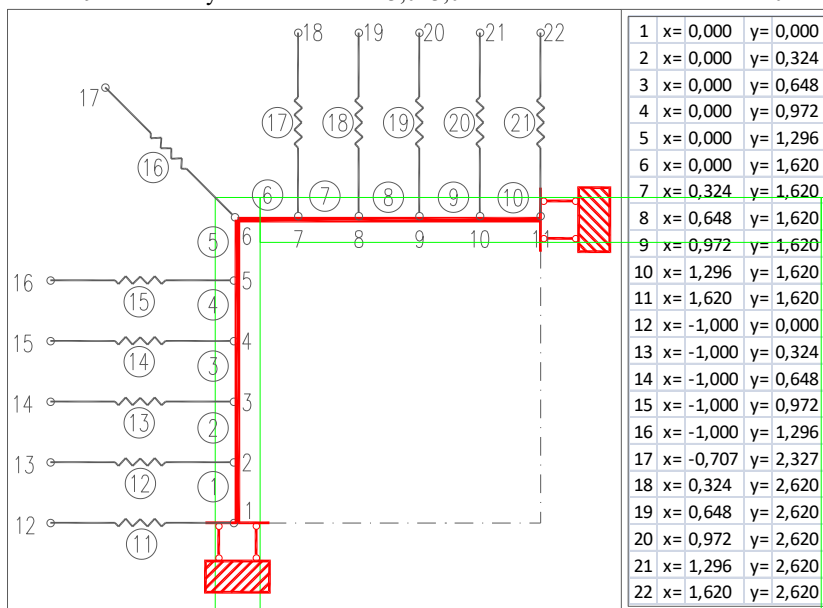 18 19 20 21 22
17
17 18 19 20 21
16
6 7 8 9 10
5 6 7 8 9 10 11
16 15 5
4
15 14 4
3
14 13 3
2
13 12 2
1
12 11 1
1 x= 0,000 y= 0,000
2 x= 0,000 y= 0,324
3 x= 0,000 y= 0,648
4 x= 0,000 y= 0,972
5 x= 0,000 y= 1,296
6 x= 0,000 y= 1,620
7 x= 0,324 y= 1,620
8 x= 0,648 y= 1,620
9 x= 0,972 y= 1,620
10 x= 1,296 y= 1,620
11 x= 1,620 y= 1,620
12 x= -1,000 y= 0,000
13 x= -1,000 y= 0,324
14 x= -1,000 y= 0,648
15 x= -1,000 y= 0,972
16 x= -1,000 y= 1,296
17 x= -0,707 y= 2,327
18 x= 0,324 y= 2,620
19 x= 0,648 y= 2,620
20 x= 0,972 y= 2,620
21 x= 1,296 y= 2,620
22 x= 1,620 y= 2,620